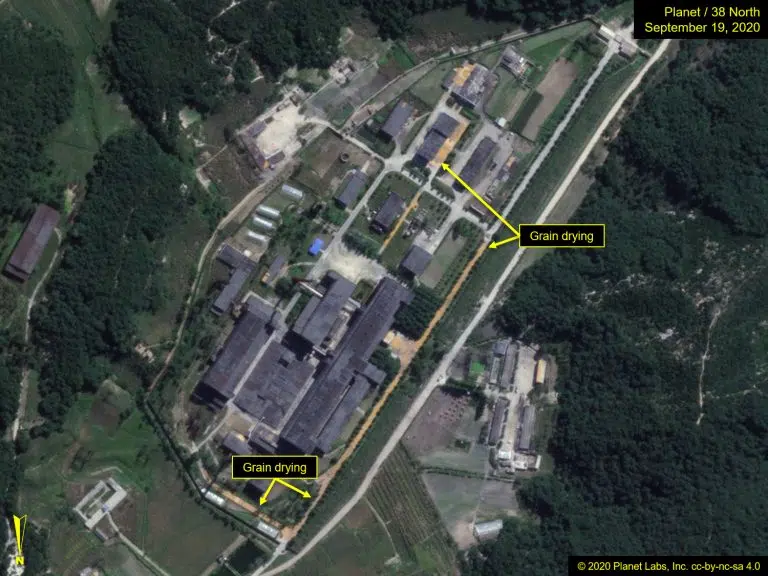 Planet / 38 North
September 19, 2020
Grain drying
Grain drying
N
© 2020 Planet Labs, Inc. cc-by-nc-sa 4.0